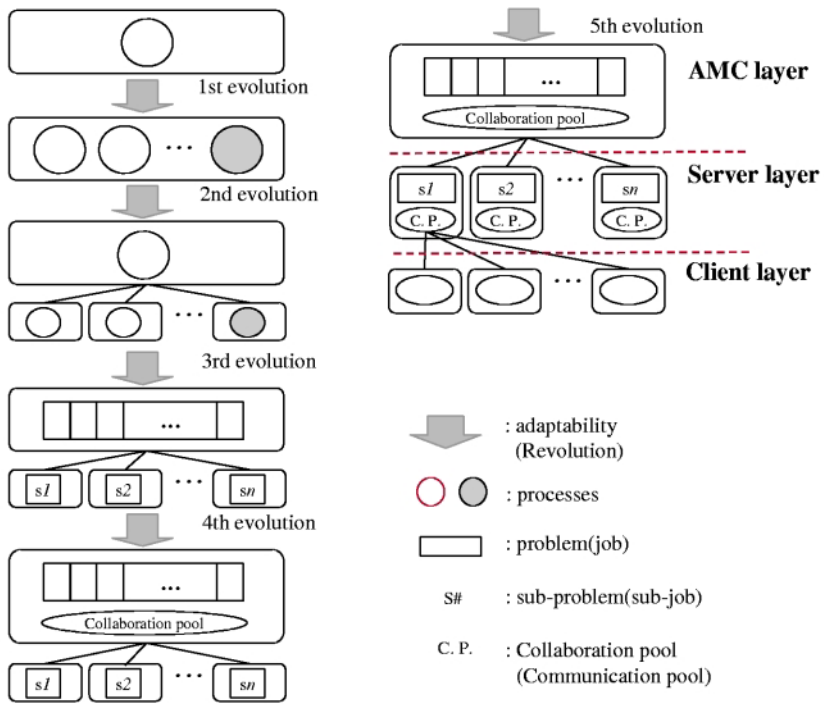 1st evolution
...
2nd evolution
...
3rd evolution
...
s1 s2 ... sn
4th evolution
...
Collaboration pool
s1 s2 ... sn
5th evolution
... AMC layer
Collaboration pool
s1 s2 ... sn Server layer
C. P. C. P. C. P.
... Client layer
: adaptability
(Revolution)
: processes
: problem(job)
S# : sub-problem(sub-job)
C. P. : Collaboration pool
(Communication pool)